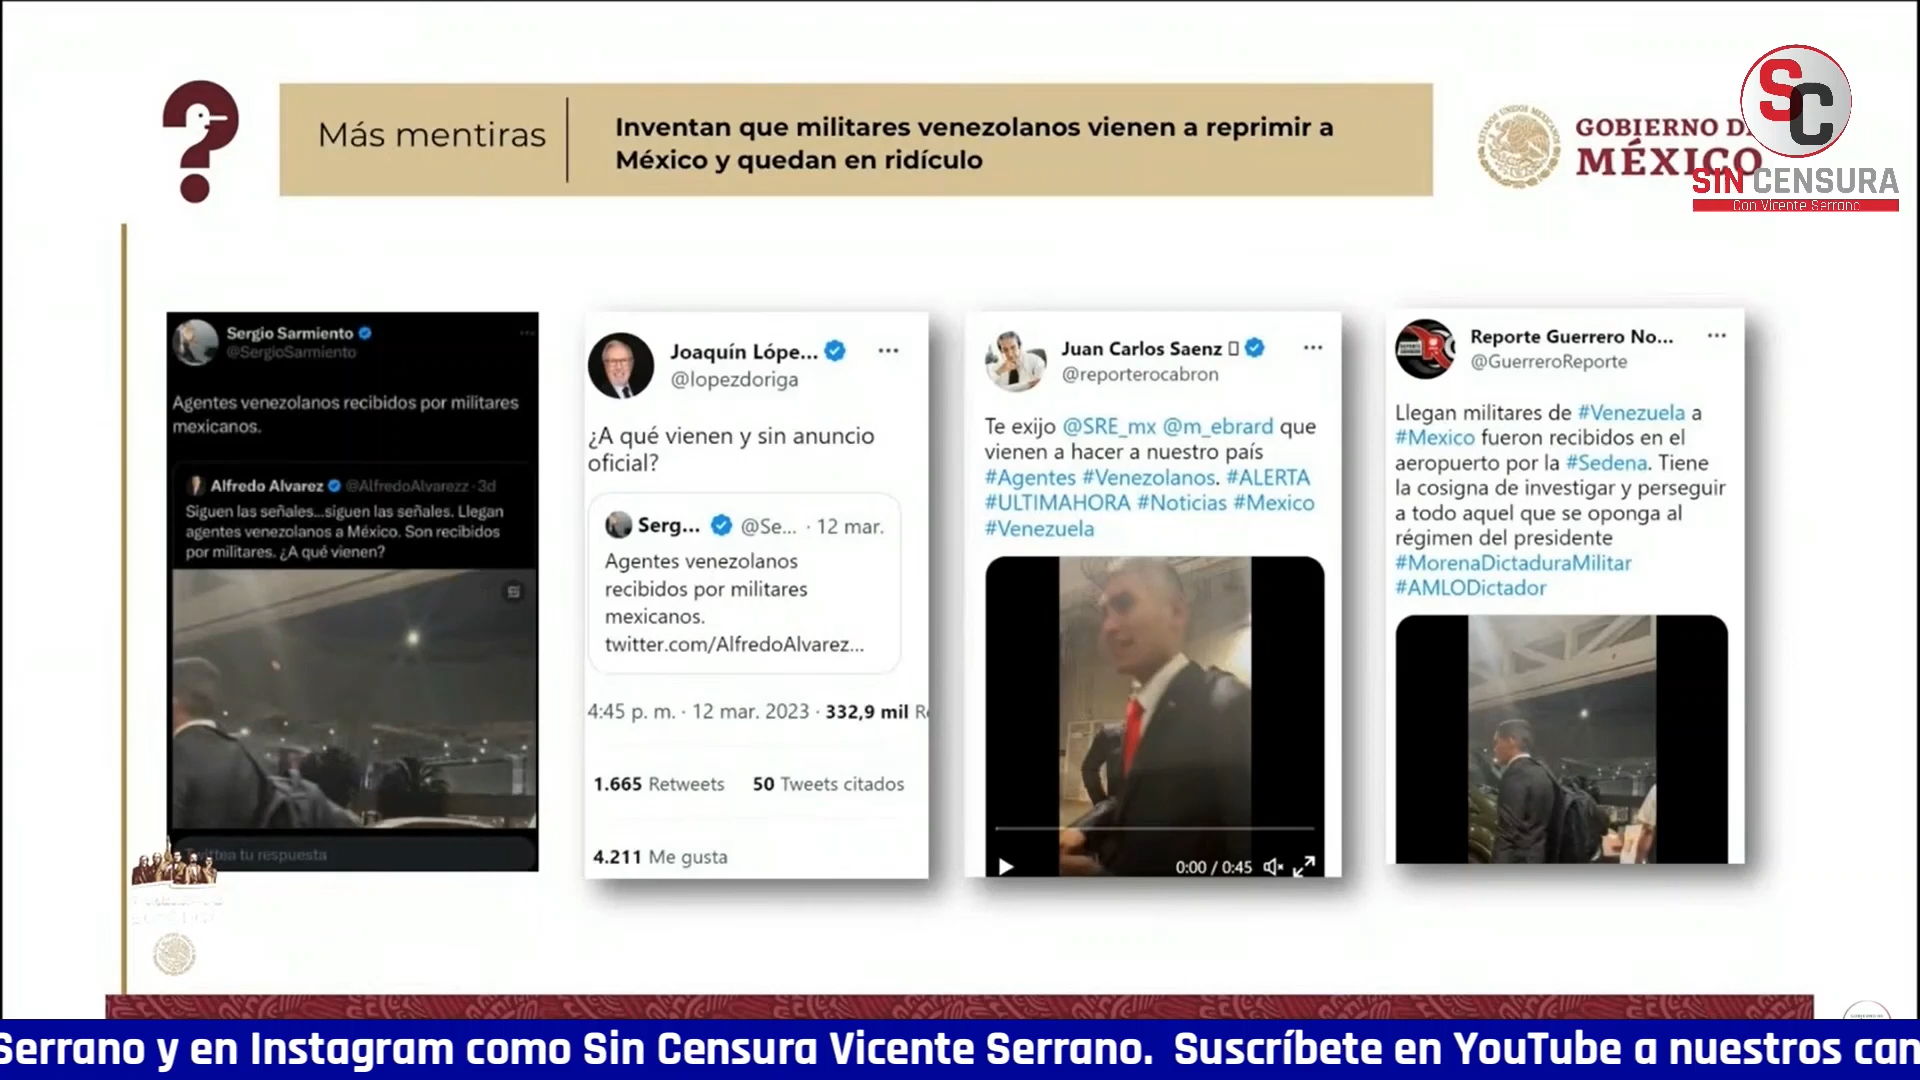 Más mentiras
Inventan que militares venezolanos vienen a reprimir a
México y quedan en ridículo
GOBIERNO D
MÉXICO
SC
SIN CENSURA
Con Vicente Serrano
Sergio Sarmiento
@SergioSarmiento
Agentes venezolanos recibidos por militares
mexicanos.
Alfredo Alvarez @AlfredoAlvarezz · 3d
Siguen las señales...siguen las señales. Llegan
agentes venezolanos a México. Son recibidos
por militares. ¿A qué vienen?
Twittea tu respuesta
Joaquín Lópe...
@lopezdoriga
¿A qué vienen y sin anuncio
oficial?
Serg... @Se... · 12 mar.
Agentes venezolanos
recibidos por militares
mexicanos.
twitter.com/AlfredoAlvarez...
4:45 p. m. · 12 mar. 2023 · 332,9 mil R
1.665 Retweets 50 Tweets citados
4.211 Me gusta
Juan Carlos Saenz
@reporterocabron
Te exijo @SRE_mx @m_ebrard que
vienen a hacer a nuestro país
#Agentes #Venezolanos. #ALERTA
#ULTIMAHORA #Noticias #Mexico
#Venezuela
0:00 / 0:45
Reporte Guerrero No...
@GuerreroReporte
Llegan militares de #Venezuela a
#Mexico fueron recibidos en el
aeropuerto por la #Sedena. Tiene
la cosigna de investigar y perseguir
a todo aquel que se oponga al
régimen del presidente
#MorenaDictaduraMilitar
#AMLODictador
Serrano y en Instagram como Sin Censura Vicente Serrano. Suscríbete en YouTube a nuestros can